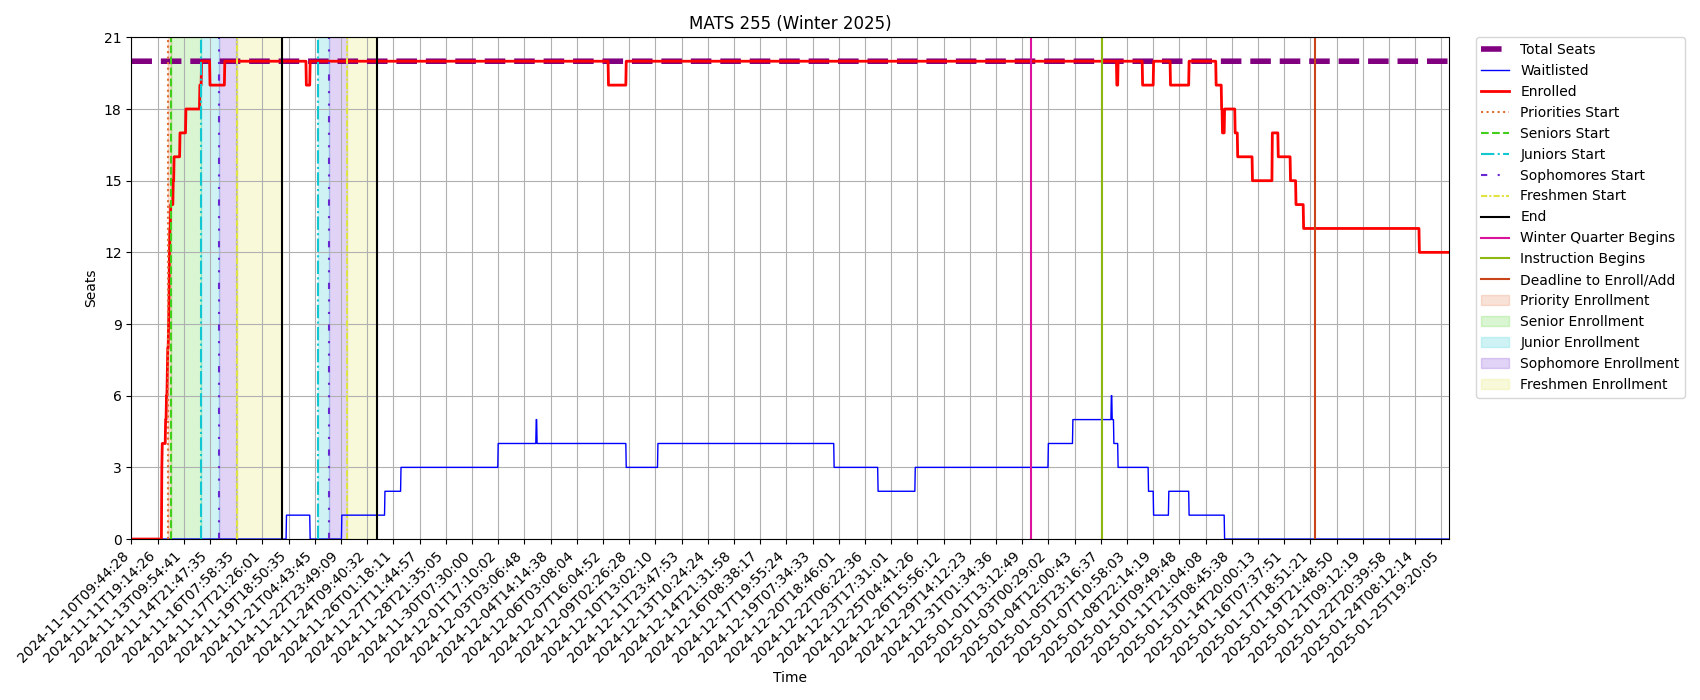 MATS 255 (Winter 2025)
21
18
15
12
9
6
3
0
Seats
2024-11-10T09:44:28
2024-11-11T19:14:26
2024-11-13T09:54:41
2024-11-14T21:47:35
2024-11-16T07:58:35
2024-11-17T21:26:01
2024-11-19T18:50:35
2024-11-21T04:43:45
2024-11-22T23:49:09
2024-11-24T09:40:32
2024-11-26T01:18:11
2024-11-27T11:44:57
2024-11-28T21:35:05
2024-11-30T07:30:00
2024-12-01T17:10:02
2024-12-03T03:06:48
2024-12-04T14:14:38
2024-12-06T03:08:04
2024-12-07T16:04:52
2024-12-09T02:26:28
2024-12-10T13:02:10
2024-12-11T23:47:53
2024-12-13T10:24:24
2024-12-14T21:31:58
2024-12-16T08:38:17
2024-12-17T19:55:24
2024-12-19T07:34:33
2024-12-20T18:46:01
2024-12-22T06:22:36
2024-12-23T17:31:01
2024-12-25T04:41:26
2024-12-26T15:56:12
2024-12-29T14:12:23
2024-12-31T01:34:36
2025-01-01T13:12:49
2025-01-03T00:29:02
2025-01-04T12:00:43
2025-01-05T23:16:37
2025-01-07T10:58:03
2025-01-08T22:14:19
2025-01-10T09:49:48
2025-01-11T21:04:08
2025-01-13T08:45:38
2025-01-14T20:00:13
2025-01-16T07:37:51
2025-01-17T18:51:21
2025-01-19T21:48:50
2025-01-21T09:12:19
2025-01-22T20:39:58
2025-01-24T08:12:14
2025-01-25T19:20:05
Time
Total Seats
Waitlisted
Enrolled
Priorities Start
Seniors Start
Juniors Start
Sophomores Start
Freshmen Start
End
Winter Quarter Begins
Instruction Begins
Deadline to Enroll/Add
Priority Enrollment
Senior Enrollment
Junior Enrollment
Sophomore Enrollment
Freshmen Enrollment